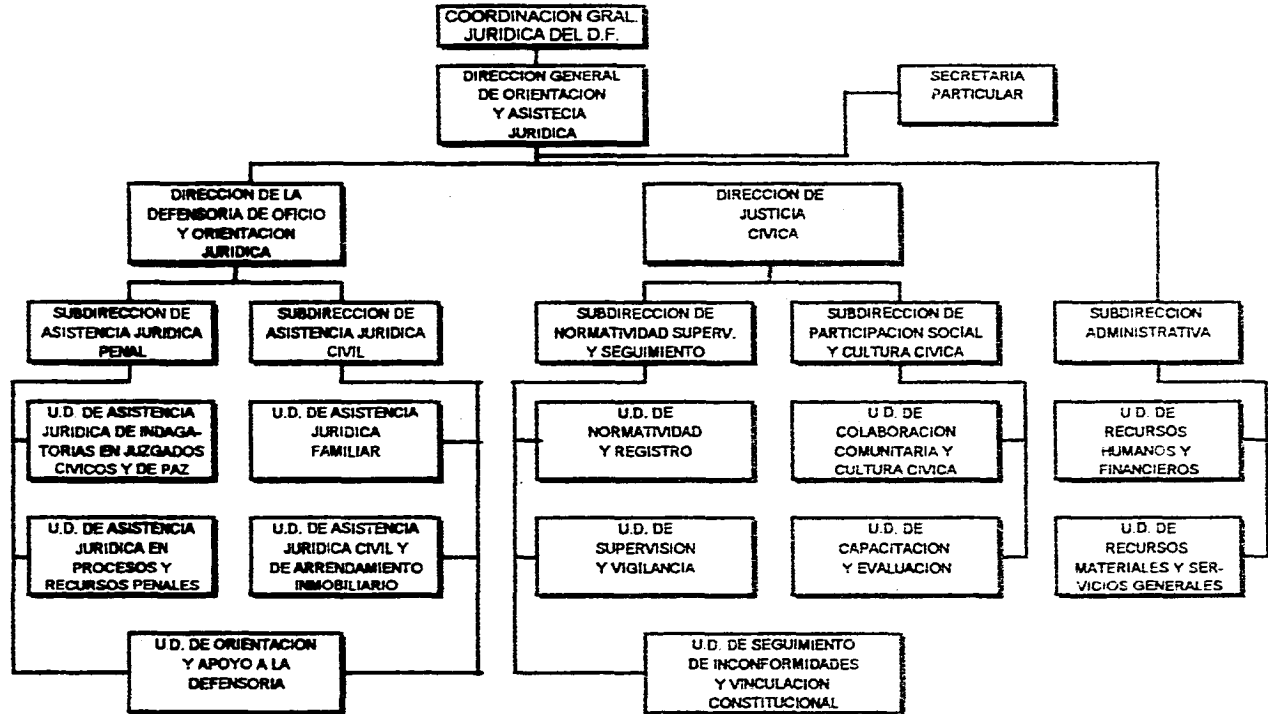 COORDINACION GRAL.
JURIDICA DEL D.F.
DIRECCION GENERAL
DE ORIENTACION
Y ASISTECIA
JURIDICA
SECRETARIA
PARTICULAR
DIRECCION DE LA
DEFENSORIA DE OFICIO
Y ORIENTACION
JURIDICA
DIRECCION DE
JUSTICIA
CIVICA
SUBDIRECCION DE
ASISTENCIA JURIDICA
PENAL
SUBDIRECCION DE
ASISTENCIA JURIDICA
CIVIL
SUBDIRECCION DE
NORMATIVIDAD SUPERV.
Y SEGUIMIENTO
SUBDIRECCION DE
PARTICIPACION SOCIAL
Y CULTURA CIVICA
SUBDIRECCION
ADMINISTRATIVA
U.D. DE ASISTENCIA
JURIDICA DE INDAGA-
TORIAS EN JUZGADOS
CIVICOS Y DE PAZ
U.D. DE ASISTENCIA
JURIDICA
FAMILIAR
U.D. DE
NORMATIVIDAD
Y REGISTRO
U.D. DE
COLABORACION
COMUNITARIA Y
CULTURA CIVICA
U.D. DE
RECURSOS
HUMANOS Y
FINANCIEROS
U.D. DE ASISTENCIA
JURIDICA EN
PROCESOS Y
RECURSOS PENALES
U.D. DE ASISTENCIA
JURIDICA CIVIL Y
DE ARRENDAMIENTO
INMOBILIARIO
U.D. DE
SUPERVISION
Y VIGILANCIA
U.D. DE
CAPACITACION
Y EVALUACION
U.D. DE
RECURSOS
MATERIALES Y SER-
VICIOS GENERALES
U.D. DE ORIENTACION
Y APOYO A LA
DEFENSORIA
U.D. DE SEGUIMIENTO
DE INCONFORMIDADES
Y VINCULACION
CONSTITUCIONAL